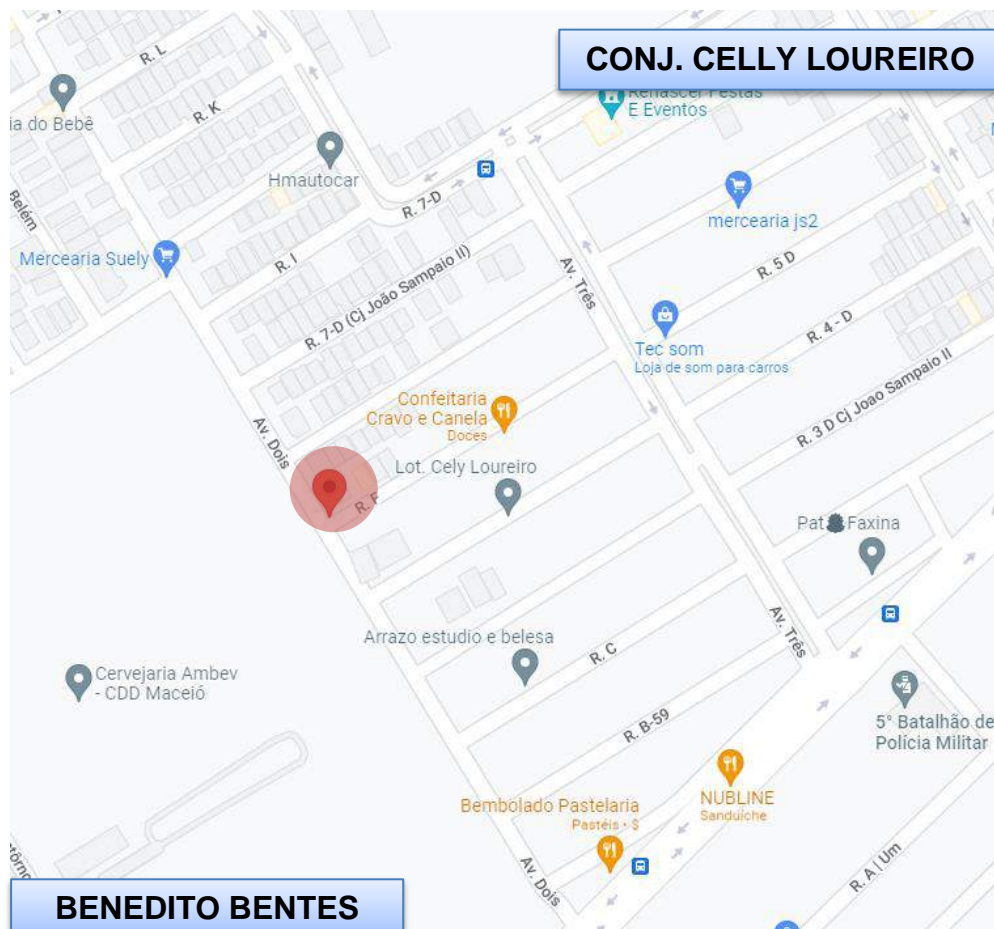 CONJ. CELLY LOUREIRO
R. L
Renascer Festas
E Eventos
ia do Bebê
R. K
Hmautocar
R. 7-D
mercearia js2
Belém
Mercearia Suely
R. I
R. 5 D
Av. Três
R. 7-D (Cj João Sampaio II)
R. 4 - D
Tec som
Loja de som para carros
R. 3 D Cj Joao Sampaio II
Confeitaria
Cravo e Canela
Doces
Av. Dois
Lot. Cely Loureiro
R. F
Pat
Faxina
Arrazo estudio e belesa
R. C
Av. Três
Cervejaria Ambev
- CDD Maceió
5° Batalhão de
Polícia Militar
R. B-59
NUBLINE
Sanduíche
Bembolado Pastelaria
Pastéis • $
Av. Dois
R. A | Um
BENEDITO BENTES